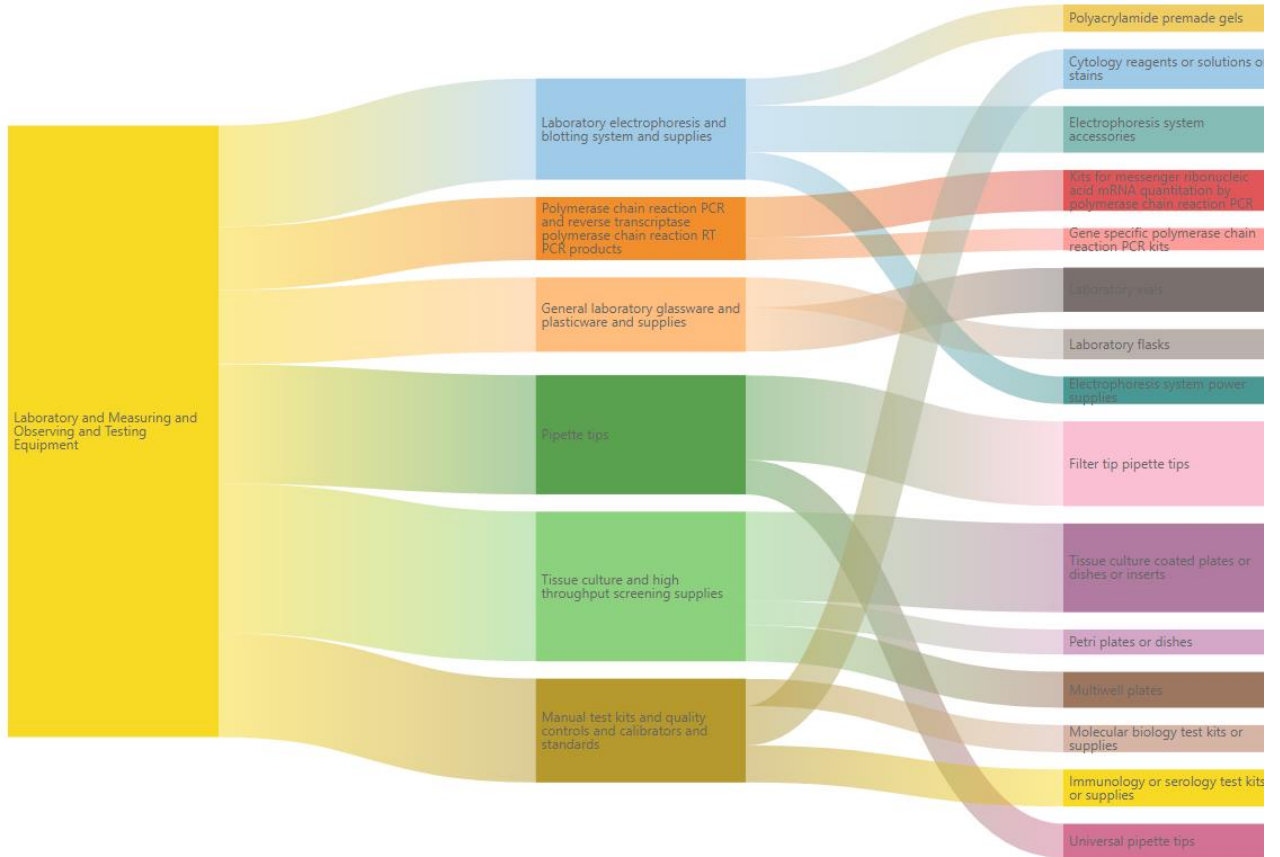 Laboratory and Measuring and
Observing and Testing
Equipment
Laboratory electrophoresis and
blotting system and supplies
Polymerase chain reaction PCR
and reverse transcriptase
polymerase chain reaction RT
PCR products
General laboratory glassware and
plasticware and supplies
Pipette tips
Tissue culture and high
throughput screening supplies
Manual test kits and quality
controls and calibrators and
standards
Polyacrylamide premade gels
Cytology reagents or solutions or
stains
Electrophoresis system
accessories
Kits for messenger ribonucleic
acid mRNA quantitation by
polymerase chain reaction PCR
Gene specific polymerase chain
reaction PCR kits
Laboratory vials
Laboratory flasks
Electrophoresis system power
supplies
Filter tip pipette tips
Tissue culture coated plates or
dishes or inserts
Petri plates or dishes
Multiwell plates
Molecular biology test kits or
supplies
Immunology or serology test kits
or supplies
Universal pipette tips